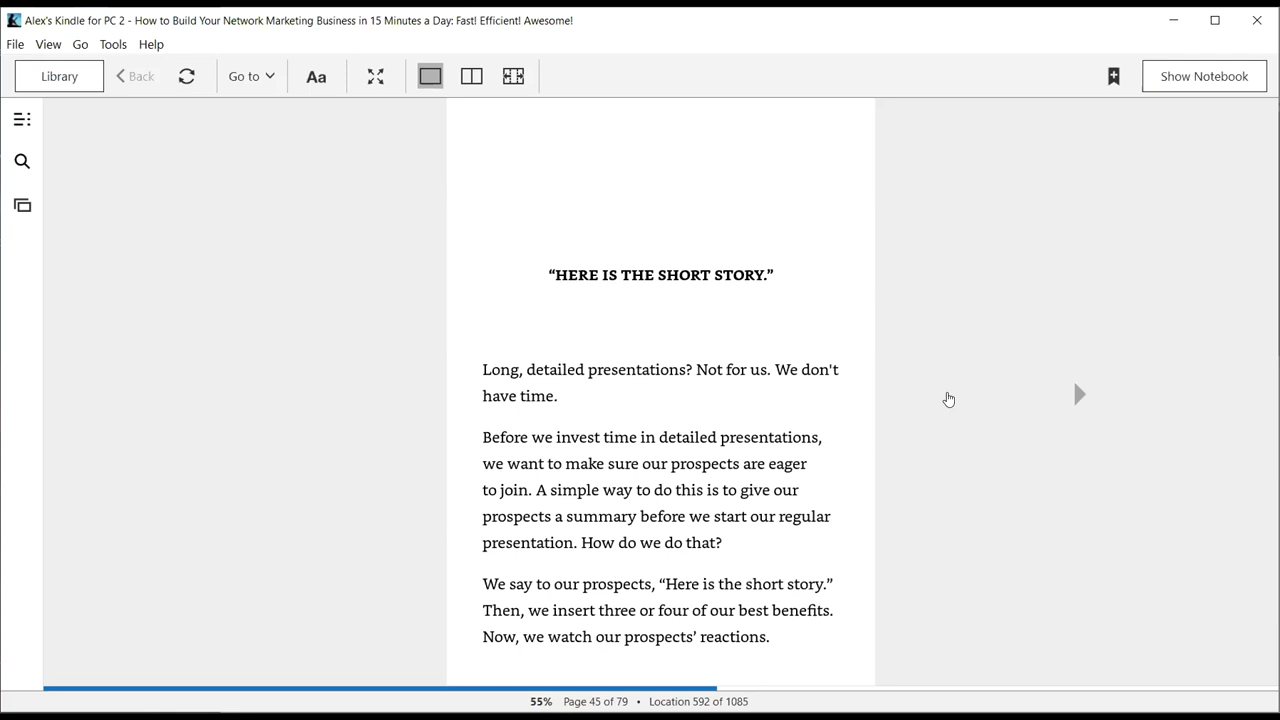 Alex's Kindle for PC 2 - How to Build Your Network Marketing Business in 15 Minutes a Day: Fast! Efficient! Awesome!
File View Go Tools Help
Library Back Go to Aa Show Notebook
“HERE IS THE SHORT STORY.”
Long, detailed presentations? Not for us. We don't
have time.
Before we invest time in detailed presentations,
we want to make sure our prospects are eager
to join. A simple way to do this is to give our
prospects a summary before we start our regular
presentation. How do we do that?
We say to our prospects, “Here is the short story.”
Then, we insert three or four of our best benefits.
Now, we watch our prospects’ reactions.
55% Page 45 of 79 • Location 592 of 1085